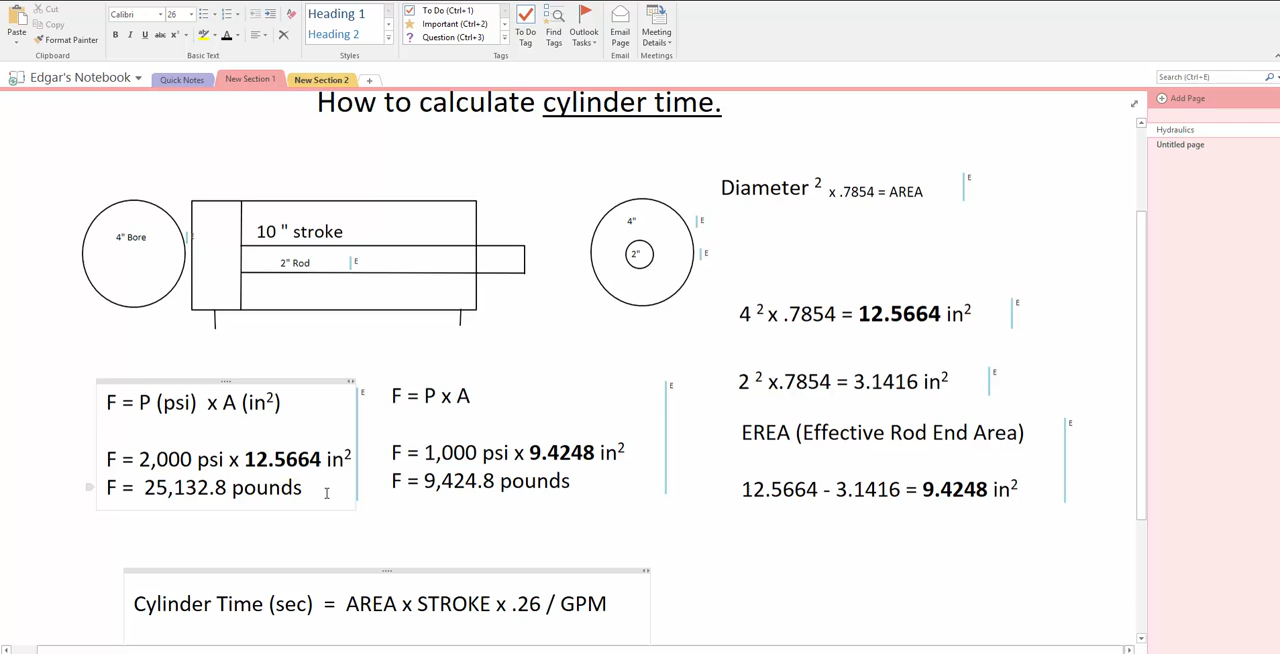 Cut
Copy
Format Painter
Paste
Clipboard
Calibri
26
B I U abc x²
Basic Text
Heading 1
Heading 2
Styles
To Do (Ctrl+1)
Important (Ctrl+2)
Question (Ctrl+3)
Tags
To Do
Tag
Find
Tags
Outlook
Tasks
Email
Page
Email
Meeting
Details
Meetings
Edgar's Notebook
Quick Notes
New Section 1
New Section 2
Search (Ctrl+E)
Add Page
Hydraulics
Untitled page
How to calculate cylinder time.
4" Bore
E
10 " stroke
2" Rod
E
4"
E
2"
E
Diameter ² x .7854 = AREA
E
4 ² x .7854 = 12.5664 in²
E
2 ² x.7854 = 3.1416 in²
E
EREA (Effective Rod End Area)
E
12.5664 - 3.1416 = 9.4248 in²
F = P (psi) x A (in²)
E
F = 2,000 psi x 12.5664 in²
F = 25,132.8 pounds
F = P x A
E
F = 1,000 psi x 9.4248 in²
F = 9,424.8 pounds
Cylinder Time (sec) = AREA x STROKE x .26 / GPM